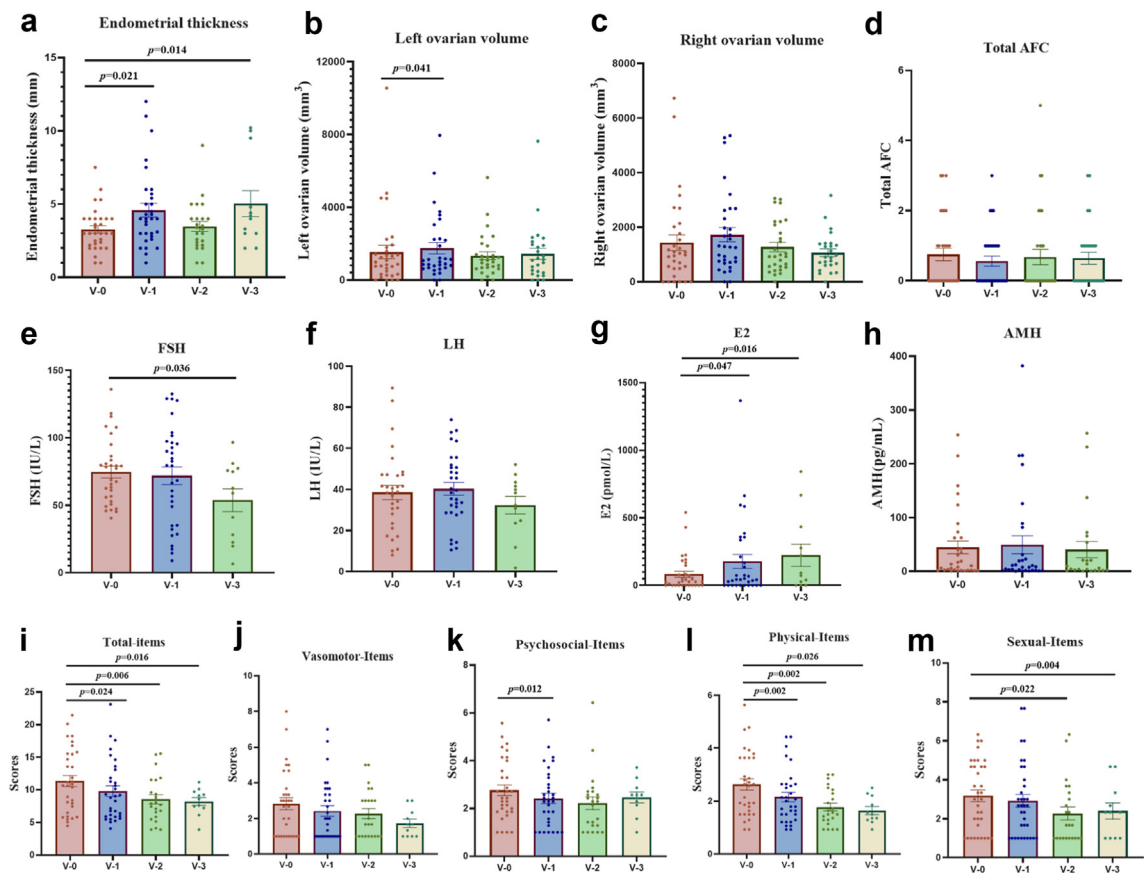 a
Endometrial thickness
p=0.014
p=0.021
Endometrial thickness (mm)
15
10
5
0
V-0 V-1 V-2 V-3
b
Left ovarian volume
p=0.041
Left ovarian volume (mm³)
12000
8000
4000
0
V-0 V-1 V-2 V-3
c
Right ovarian volume
Right ovarian volume (mm³)
8000
6000
4000
2000
0
V-0 V-1 V-2 V-3
d
Total AFC
Total AFC
6
4
2
0
V-0 V-1 V-2 V-3
e
FSH
p=0.036
FSH (IU/L)
150
100
50
0
V-0 V-1 V-3
f
LH
LH (IU/L)
100
80
60
40
20
0
V-0 V-1 V-3
g
E2
p=0.016
p=0.047
E2 (pmol/L)
1500
1000
500
0
V-0 V-1 V-3
h
AMH
AMH(pg/mL)
400
300
200
100
0
V-0 V-1 V-3
i
Total-items
p=0.016
p=0.006
p=0.024
Scores
25
20
15
10
5
0
V-0 V-1 V-2 V-3
j
Vasomotor-Items
Scores
10
8
6
4
2
0
V-0 V-1 V-2 V-3
k
Psychosocial-Items
p=0.012
Scores
8
6
4
2
0
V-0 V-1 V-2 V-3
l
Physical-Items
p=0.026
p=0.002
p=0.002
Scores
6
4
2
0
V-0 V-1 V-2 V-3
m
Sexual-Items
p=0.004
p=0.022
Scores
10
8
6
4
2
0
V-0 V-1 V-2 V-3